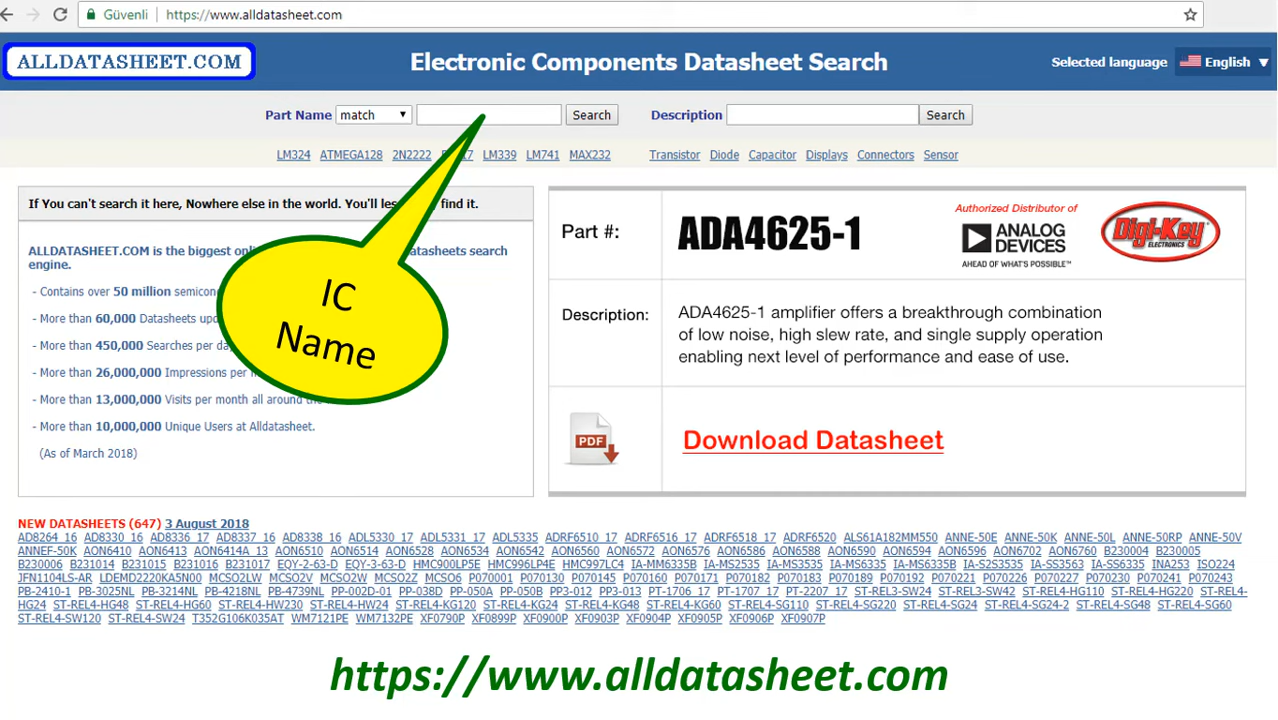 Güvenli | https://www.alldatasheet.com
ALLDATASHEET.COM
Electronic Components Datasheet Search
Selected language
English
Part Name match Search Description Search
LM324 ATMEGA128 2N2222 LM339 LM741 MAX232 Transistor Diode Capacitor Displays Connectors Sensor
If You can't search it here, Nowhere else in the world. You'll find it.
ALLDATASHEET.COM is the biggest atasheets search
engine.
- Contains over 50 million
- More than 60,000 Datasheets
- More than 450,000 Searches per
- More than 26,000,000 Impressions per
- More than 13,000,000 Visits per month all around
- More than 10,000,000 Unique Users at Alldatasheet.
(As of March 2018)
IC
Name
Part #:
ADA4625-1
Authorized Distributor of
ANALOG
DEVICES
AHEAD OF WHAT'S POSSIBLE™
Digi-Key
ELECTRONICS
Description:
ADA4625-1 amplifier offers a breakthrough combination
of low noise, high slew rate, and single supply operation
enabling next level of performance and ease of use.
PDF
Download Datasheet
NEW DATASHEETS (647) 3 August 2018
AD8264_16 AD8330_16 AD8336_17 AD8337_16 AD8338_16 ADL5330_17 ADL5331_17 ADL5335 ADRF6510_17 ADRF6516_17 ADRF6518_17 ADRF6520 ALS61A182MM550 ANNE-50E ANNE-50K ANNE-50L ANNE-50RP ANNE-50V
ANNEF-50K AON6410 AON6413 AON6414A_13 AON6510 AON6514 AON6528 AON6534 AON6542 AON6560 AON6572 AON6576 AON6586 AON6588 AON6590 AON6594 AON6596 AON6702 AON6760 B230004 B230005
B230006 B231014 B231015 B231016 B231017 EQY-2-63-D EQY-3-63-D HMC900LP5E HMC996LP4E HMC997LC4 IA-MM6335B IA-MS2535 IA-MS3535 IA-MS3535B IA-MS6335 IA-MS6335B IA-S2S3535 IA-SS3563 IA-SS6335 INA253 ISO224
JFN1104LS-AR LDEMD2220KA5N00 MCSO2LW MCSO2V MCSO2W MCSO2Z MCSO6 P070001 P070130 P070145 P070160 P070171 P070182 P070183 P070189 P070192 P070221 P070226 P070227 P070230 P070241 P070243
PB-2410-1 PB-3025NL PB-3214NL PB-4218NL PB-4739NL PP-002D-01 PP-038D PP-050A PP-050B PP3-012 PP3-013 PT-1706_17 PT-1707_17 PT-2207_17 ST-REL3-SW24 ST-REL3-SW42 ST-REL4-HG110 ST-REL4-HG220 ST-REL4-
HG24 ST-REL4-HG48 ST-REL4-HG60 ST-REL4-HW230 ST-REL4-HW24 ST-REL4-KG120 ST-REL4-KG24 ST-REL4-KG48 ST-REL4-KG60 ST-REL4-SG110 ST-REL4-SG220 ST-REL4-SG24 ST-REL4-SG24-2 ST-REL4-SG48 ST-REL4-SG60
ST-REL4-SW120 ST-REL4-SW24 T352G106K035AT WM7121PE WM7132PE XF0790P XF0899P XF0900P XF0903P XF0904P XF0905P XF0906P XF0907P
https://www.alldatasheet.com